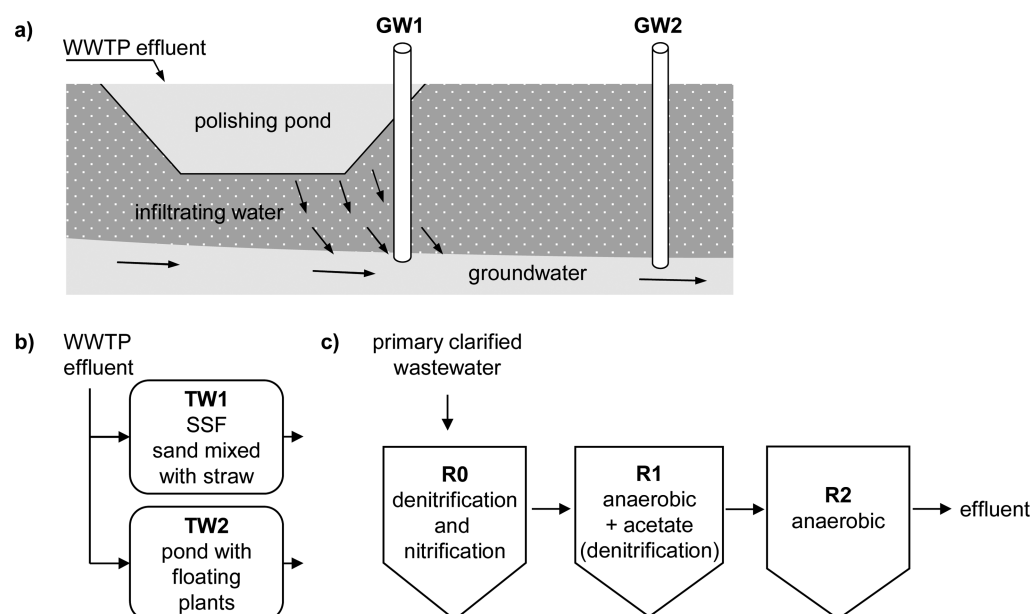 a)
WWTP effluent
GW1
GW2
polishing pond
infiltrating water
groundwater
b)
WWTP
effluent
TW1
SSF
sand mixed
with straw
TW2
pond with
floating
plants
c)
primary clarified
wastewater
R0
denitrification
and
nitrification
R1
anaerobic
+ acetate
(denitrification)
R2
anaerobic
effluent